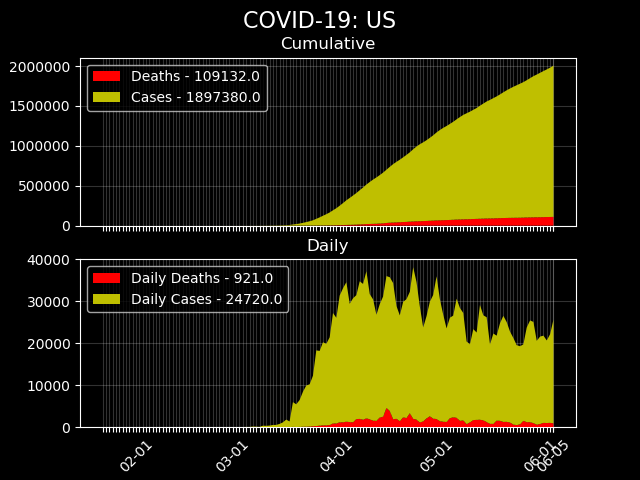 COVID-19: US
Cumulative
2000000
1500000
1000000
500000
0
Deaths - 109132.0
Cases - 1897380.0
Daily
40000
30000
20000
10000
0
Daily Deaths - 921.0
Daily Cases - 24720.0
02-01
03-01
04-01
05-01
06-01
06-05